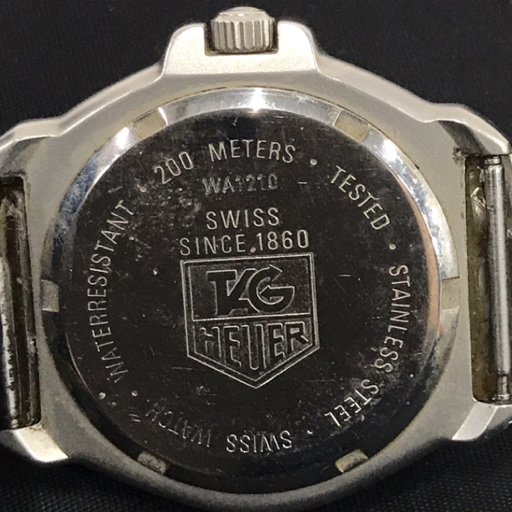 WATERRESISTANT · 200 METERS · TESTED · STAINLESS STEEL · SWISS WATCH ·
WA1210
SWISS
SINCE 1860
TAG
HEUER